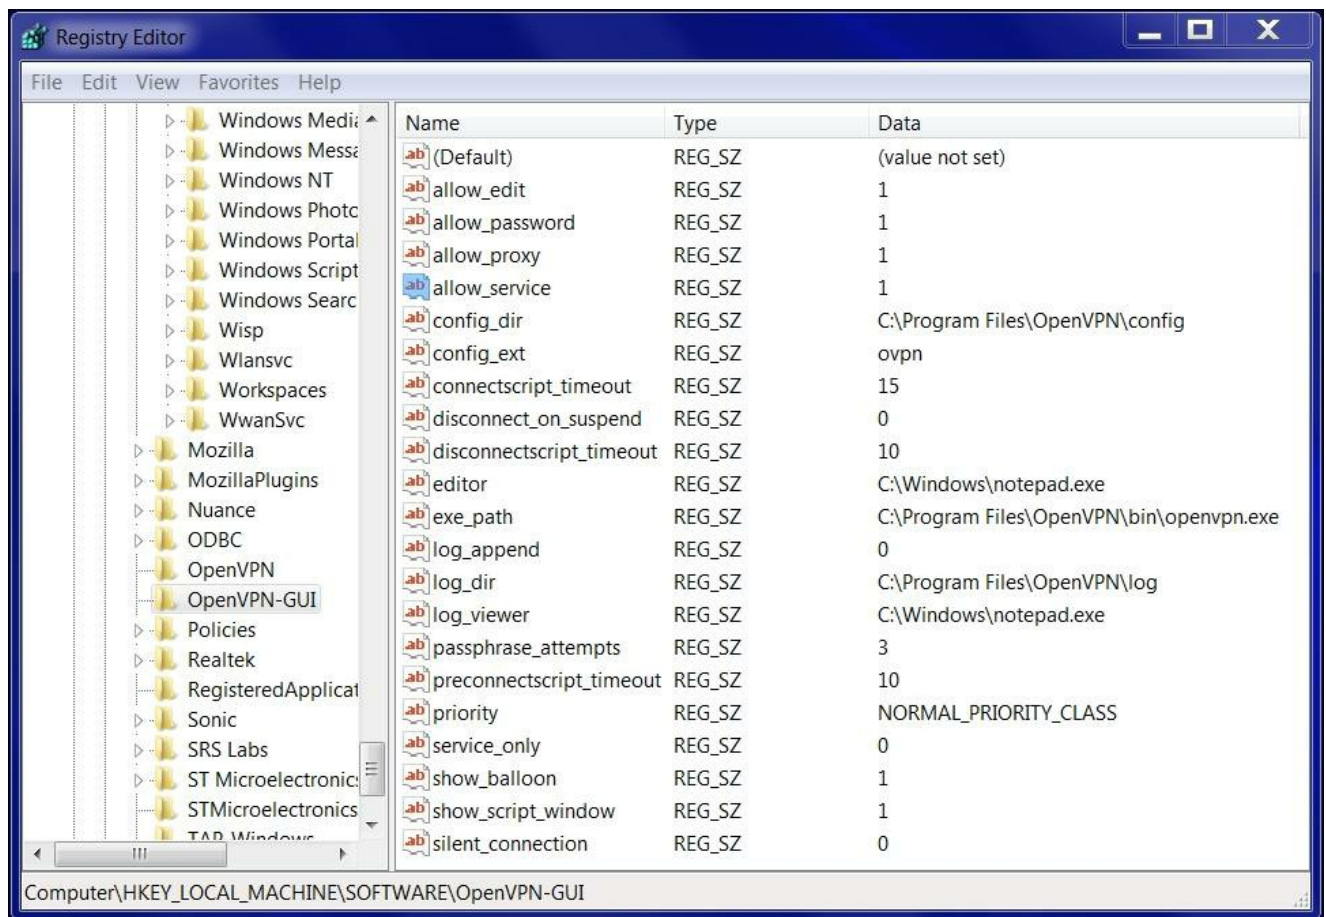 Registry Editor
File Edit View Favorites Help
Windows Media
Windows Messa
Windows NT
Windows Photo
Windows Portal
Windows Script
Windows Searc
Wisp
Wlansvc
Workspaces
WwanSvc
Mozilla
MozillaPlugins
Nuance
ODBC
OpenVPN
OpenVPN-GUI
Policies
Realtek
RegisteredApplicat
Sonic
SRS Labs
ST Microelectronics
STMicroelectronics
TAP-Windows
Name Type Data
(Default) REG_SZ (value not set)
allow_edit REG_SZ 1
allow_password REG_SZ 1
allow_proxy REG_SZ 1
allow_service REG_SZ 1
config_dir REG_SZ C:\Program Files\OpenVPN\config
config_ext REG_SZ ovpn
connectscript_timeout REG_SZ 15
disconnect_on_suspend REG_SZ 0
disconnectscript_timeout REG_SZ 10
editor REG_SZ C:\Windows\notepad.exe
exe_path REG_SZ C:\Program Files\OpenVPN\bin\openvpn.exe
log_append REG_SZ 0
log_dir REG_SZ C:\Program Files\OpenVPN\log
log_viewer REG_SZ C:\Windows\notepad.exe
passphrase_attempts REG_SZ 3
preconnectscript_timeout REG_SZ 10
priority REG_SZ NORMAL_PRIORITY_CLASS
service_only REG_SZ 0
show_balloon REG_SZ 1
show_script_window REG_SZ 1
silent_connection REG_SZ 0
Computer\HKEY_LOCAL_MACHINE\SOFTWARE\OpenVPN-GUI